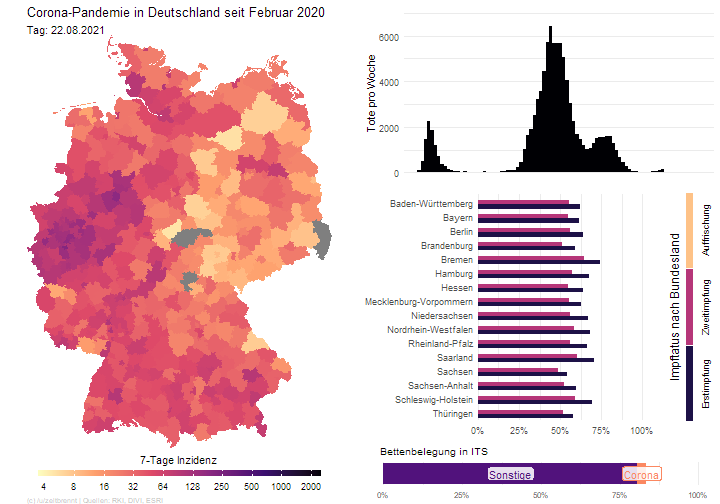 Corona-Pandemie in Deutschland seit Februar 2020
Tag: 22.08.2021
7-Tage Inzidenz
4 8 16 32 64 128 256 500 1000 2000
(c) /u/zeitbrennt | Quellen: RKI, DIVI, ESRI
Tote pro Woche
6000
4000
2000
0
Baden-Württemberg
Bayern
Berlin
Brandenburg
Bremen
Hamburg
Hessen
Mecklenburg-Vorpommern
Niedersachsen
Nordrhein-Westfalen
Rheinland-Pfalz
Saarland
Sachsen
Sachsen-Anhalt
Schleswig-Holstein
Thüringen
0% 25% 50% 75% 100%
Impfstatus nach Bundesland
Auffrischung
Zweitimpfung
Erstimpfung
Bettenbelegung in ITS
Sonstige Corona
0% 25% 50% 75% 100%